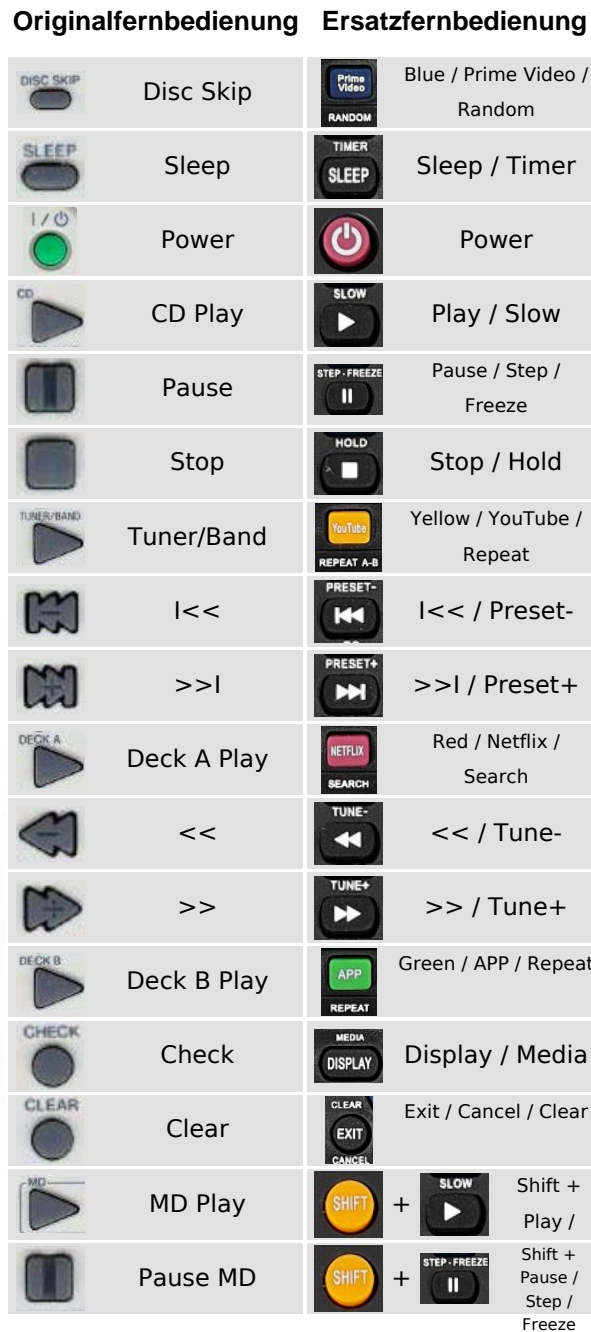 Originalfernbedienung Ersatzfernbedienung
DISC SKIP
Disc Skip
Prime Video
RANDOM
Blue / Prime Video /
Random
SLEEP
Sleep
TIMER
SLEEP
Sleep / Timer
I / ⏻
Power
Power
CD
CD Play
SLOW
Play / Slow
Pause
STEP-FREEZE
Pause / Step /
Freeze
Stop
HOLD
Stop / Hold
TUNER/BAND
Tuner/Band
YouTube
REPEAT A-B
Yellow / YouTube /
Repeat
I<<
PRESET-
I<< / Preset-
>>I
PRESET+
>>I / Preset+
DECK A
Deck A Play
NETFLIX
SEARCH
Red / Netflix /
Search
<<
TUNE-
<< / Tune-
>>
TUNE+
>> / Tune+
DECK B
Deck B Play
APP
REPEAT
Green / APP / Repeat
CHECK
Check
MEDIA
DISPLAY
Display / Media
CLEAR
Clear
CLEAR
EXIT
CANCEL
Exit / Cancel / Clear
MD
MD Play
SHIFT
+
SLOW
Shift +
Play /
Pause MD
SHIFT
+
STEP-FREEZE
Shift +
Pause /
Step /
Freeze